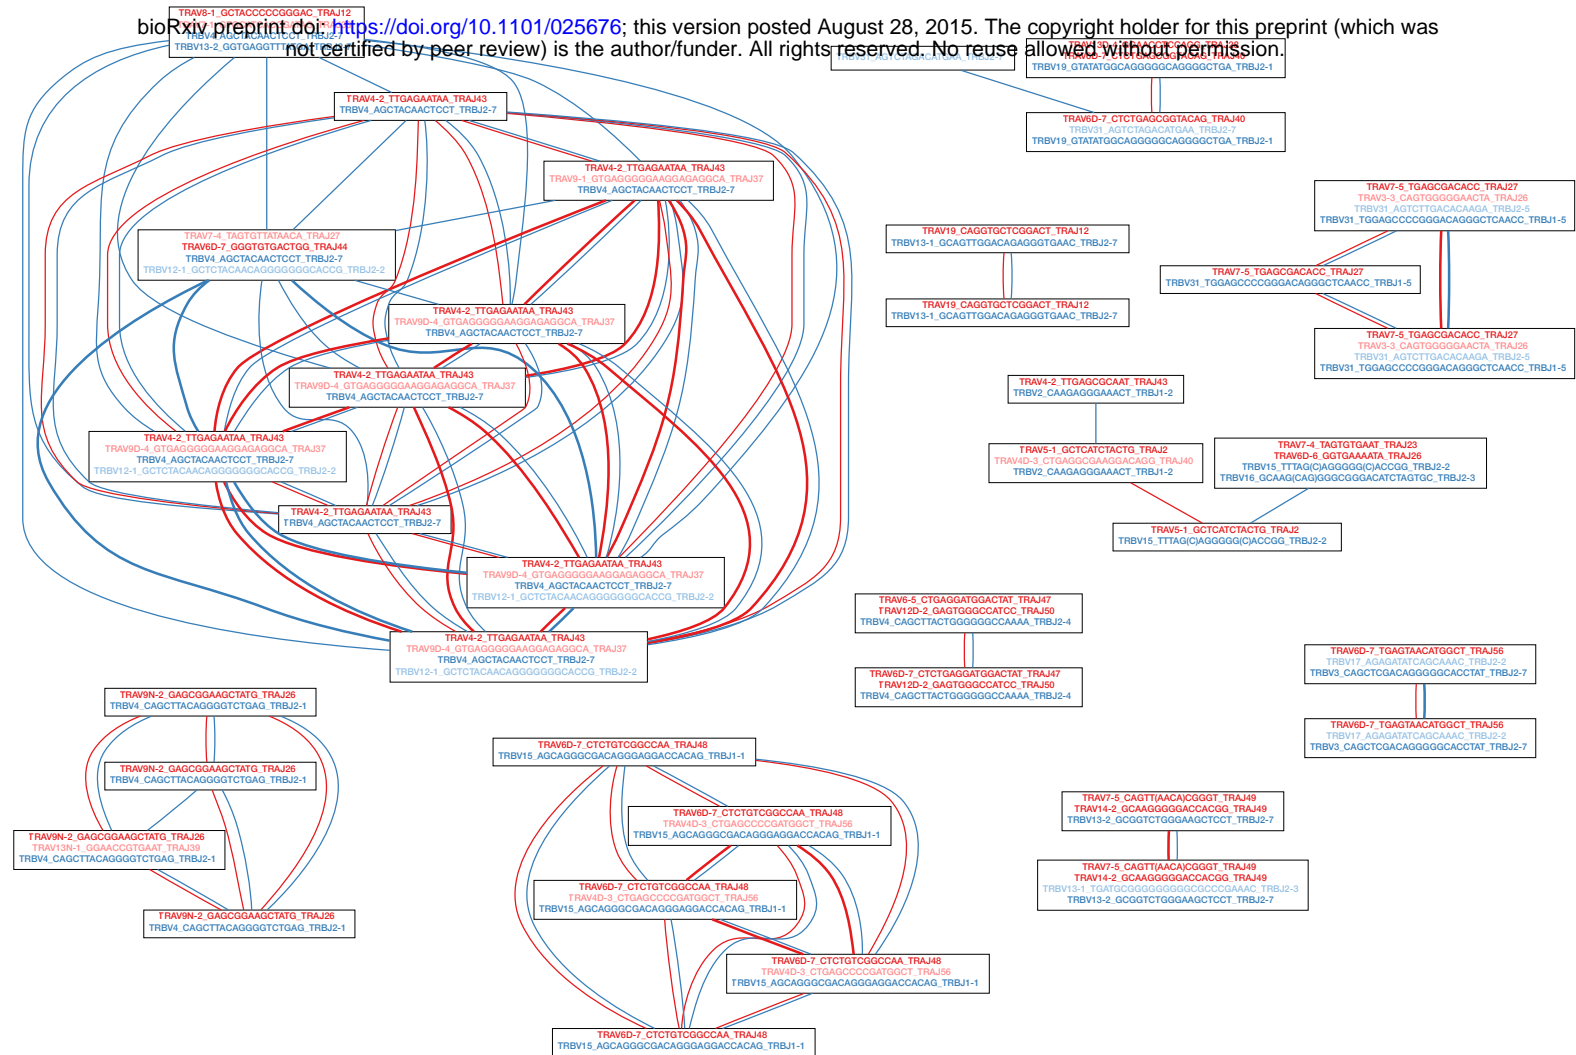 TRAV8-1_GCTACCCCCGGGAC_TRAJ12
bioRxiv preprint doi: https://doi.org/10.1101/025676; this version posted August 28, 2015. The copyright holder for this preprint (which was
not certified by peer review) is the author/funder. All rights reserved. No reuse allowed without permission.
TRBV19_GTATATGGCAGGGGGCAGGGGCTGA_TRBJ2-1
TRAV4-2_TTGAGAATAA_TRAJ43
TRBV4_AGCTACAACTCCT_TRBJ2-7
TRAV6D-7_CTCTGAGCGGTACAG_TRAJ40
TRBV31_AGTCTAGACATGAA_TRBJ2-7
TRBV19_GTATATGGCAGGGGGCAGGGGCTGA_TRBJ2-1
TRAV4-2_TTGAGAATAA_TRAJ43
TRAV9-1_GTGAGGGGGAAGGAGAGGCA_TRAJ37
TRBV4_AGCTACAACTCCT_TRBJ2-7
TRAV7-5_TGAGCGACACC_TRAJ27
TRAV3-3_CAGTGGGGGAACTA_TRAJ26
TRBV31_AGTCTTGACACAAGA_TRBJ2-5
TRBV31_TGGAGCCCCGGGACAGGGCTCAACC_TRBJ1-5
TRAV7-4_TAGTGTTATAACA_TRAJ27
TRAV6D-7_GGGTGTGACTGG_TRAJ44
TRBV4_AGCTACAACTCCT_TRBJ2-7
TRBV12-1_GCTCTACAACAGGGGGGGCACCG_TRBJ2-2
TRAV19_CAGGTGCTCGGACT_TRAJ12
TRBV13-1_GCAGTTGGACAGAGGGTGAAC_TRBJ2-7
TRAV7-5_TGAGCGACACC_TRAJ27
TRBV31_TGGAGCCCCGGGACAGGGCTCAACC_TRBJ1-5
TRAV19_CAGGTGCTCGGACT_TRAJ12
TRBV13-1_GCAGTTGGACAGAGGGTGAAC_TRBJ2-7
TRAV4-2_TTGAGAATAA_TRAJ43
TRAV9D-4_GTGAGGGGGAAGGAGAGGCA_TRAJ37
TRBV4_AGCTACAACTCCT_TRBJ2-7
TRAV7-5_TGAGCGACACC_TRAJ27
TRAV3-3_CAGTGGGGGAACTA_TRAJ26
TRBV31_AGTCTTGACACAAGA_TRBJ2-5
TRBV31_TGGAGCCCCGGGACAGGGCTCAACC_TRBJ1-5
TRAV4-2_TTGAGAATAA_TRAJ43
TRAV9D-4_GTGAGGGGGAAGGAGAGGCA_TRAJ37
TRBV4_AGCTACAACTCCT_TRBJ2-7
TRAV4-2_TTGAGCGCAAT_TRAJ43
TRBV2_CAAGAGGGAAACT_TRBJ1-2
TRAV4-2_TTGAGAATAA_TRAJ43
TRAV9D-4_GTGAGGGGGAAGGAGAGGCA_TRAJ37
TRBV4_AGCTACAACTCCT_TRBJ2-7
TRBV12-1_GCTCTACAACAGGGGGGGCACCG_TRBJ2-2
TRAV5-1_GCTCATCTACTG_TRAJ2
TRAV4D-3_CTGAGGCGAAGGACAGG_TRAJ40
TRBV2_CAAGAGGGAAACT_TRBJ1-2
TRAV7-4_TAGTGTGAAT_TRAJ23
TRAV6D-6_GGTGAAAATA_TRAJ26
TRBV15_TTTAG(C)AGGGGG(C)ACCGG_TRBJ2-2
TRBV16_GCAAG(CAG)GGGCGGGACATCTAGTGC_TRBJ2-3
TRAV4-2_TTGAGAATAA_TRAJ43
TRBV4_AGCTACAACTCCT_TRBJ2-7
TRAV5-1_GCTCATCTACTG_TRAJ2
TRBV15_TTTAG(C)AGGGGG(C)ACCGG_TRBJ2-2
TRAV4-2_TTGAGAATAA_TRAJ43
TRAV9D-4_GTGAGGGGGAAGGAGAGGCA_TRAJ37
TRBV4_AGCTACAACTCCT_TRBJ2-7
TRBV12-1_GCTCTACAACAGGGGGGGCACCG_TRBJ2-2
TRAV6-5_CTGAGGATGGACTAT_TRAJ47
TRAV12D-2_GAGTGGGCCATCC_TRAJ50
TRBV4_CAGCTTACTGGGGGGCCAAAA_TRBJ2-4
TRAV4-2_TTGAGAATAA_TRAJ43
TRAV9D-4_GTGAGGGGGAAGGAGAGGCA_TRAJ37
TRBV4_AGCTACAACTCCT_TRBJ2-7
TRBV12-1_GCTCTACAACAGGGGGGGCACCG_TRBJ2-2
TRAV6D-7_CTCTGAGGATGGACTAT_TRAJ47
TRAV12D-2_GAGTGGGCCATCC_TRAJ50
TRBV4_CAGCTTACTGGGGGGCCAAAA_TRBJ2-4
TRAV6D-7_TGAGTAACATGGCT_TRAJ56
TRBV17_AGAGATATCAGCAAAC_TRBJ2-2
TRBV3_CAGCTCGACAGGGGGCACCTAT_TRBJ2-7
TRAV9N-2_GAGCGGAAGCTATG_TRAJ26
TRBV4_CAGCTTACAGGGGTCTGAG_TRBJ2-1
TRAV6D-7_TGAGTAACATGGCT_TRAJ56
TRBV17_AGAGATATCAGCAAAC_TRBJ2-2
TRBV3_CAGCTCGACAGGGGGCACCTAT_TRBJ2-7
TRAV6D-7_CTCTGTCGGCCAA_TRAJ48
TRBV15_AGCAGGGCGACAGGGAGGACCACAG_TRBJ1-1
TRAV9N-2_GAGCGGAAGCTATG_TRAJ26
TRBV4_CAGCTTACAGGGGTCTGAG_TRBJ2-1
TRAV7-5_CAGTT(AACA)CGGGT_TRAJ49
TRAV14-2_GCAAGGGGGACCACGG_TRAJ49
TRBV13-2_GCGGTCTGGGAAGCTCCT_TRBJ2-7
TRAV6D-7_CTCTGTCGGCCAA_TRAJ48
TRAV4D-3_CTGAGCCCCGATGGCT_TRAJ56
TRBV15_AGCAGGGCGACAGGGAGGACCACAG_TRBJ1-1
TRAV9N-2_GAGCGGAAGCTATG_TRAJ26
TRAV13N-1_GGAACCGTGAAT_TRAJ39
TRBV4_CAGCTTACAGGGGTCTGAG_TRBJ2-1
TRAV7-5_CAGTT(AACA)CGGGT_TRAJ49
TRAV14-2_GCAAGGGGGACCACGG_TRAJ49
TRBV13-1_TGATGCGGGGGGGGGCGCCCGAAAC_TRBJ2-3
TRBV13-2_GCGGTCTGGGAAGCTCCT_TRBJ2-7
TRAV6D-7_CTCTGTCGGCCAA_TRAJ48
TRAV4D-3_CTGAGCCCCGATGGCT_TRAJ56
TRBV15_AGCAGGGCGACAGGGAGGACCACAG_TRBJ1-1
TRAV9N-2_GAGCGGAAGCTATG_TRAJ26
TRBV4_CAGCTTACAGGGGTCTGAG_TRBJ2-1
TRAV6D-7_CTCTGTCGGCCAA_TRAJ48
TRAV4D-3_CTGAGCCCCGATGGCT_TRAJ56
TRBV15_AGCAGGGCGACAGGGAGGACCACAG_TRBJ1-1
TRAV6D-7_CTCTGTCGGCCAA_TRAJ48
TRBV15_AGCAGGGCGACAGGGAGGACCACAG_TRBJ1-1